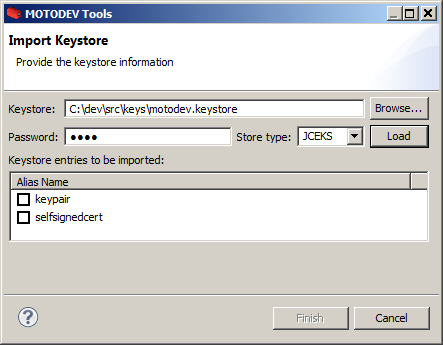 MOTODEV Tools
Import Keystore
Provide the keystore information
Keystore: C:\dev\src\keys\motodev.keystore Browse...
Password: ●●●● Store type: JCEKS Load
Keystore entries to be imported:
Alias Name
keypair
selfsignedcert
? Finish Cancel